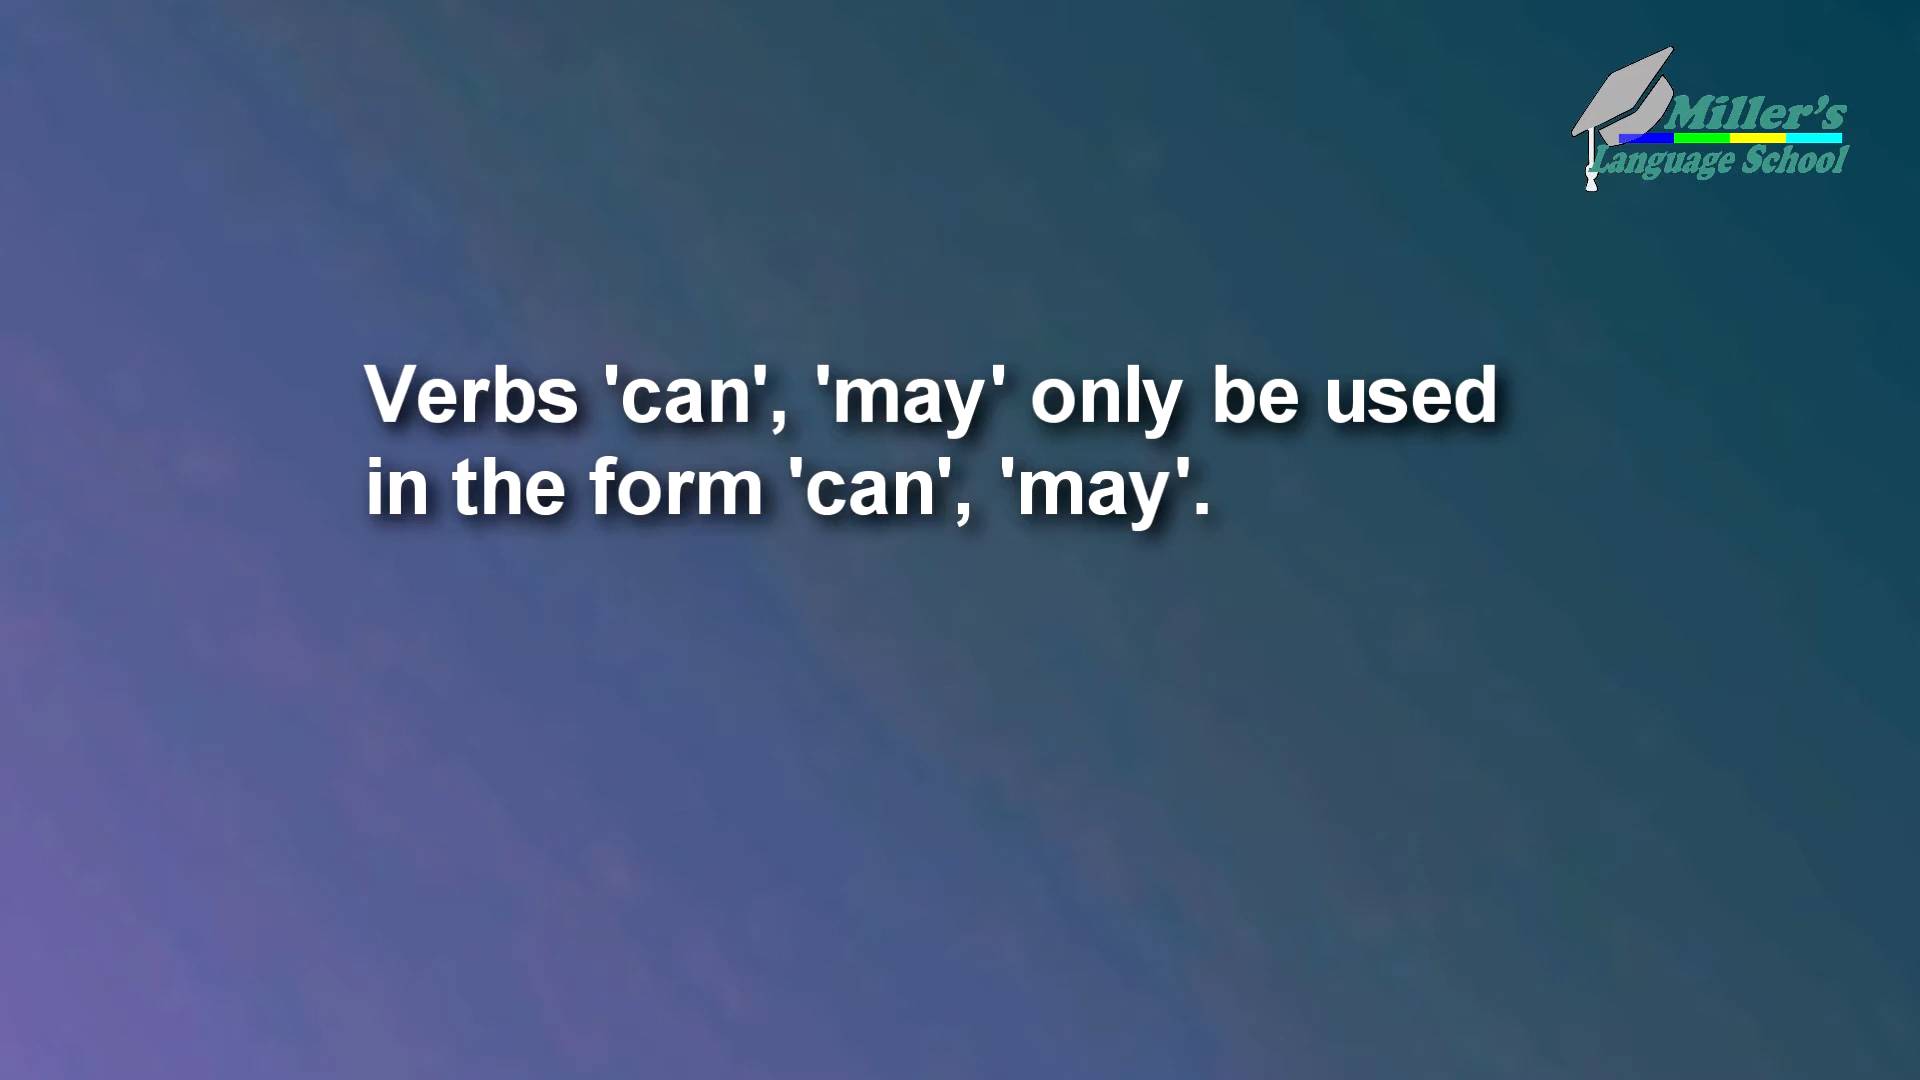 Miller's
Language School
Verbs 'can', 'may' only be used
in the form 'can', 'may'.